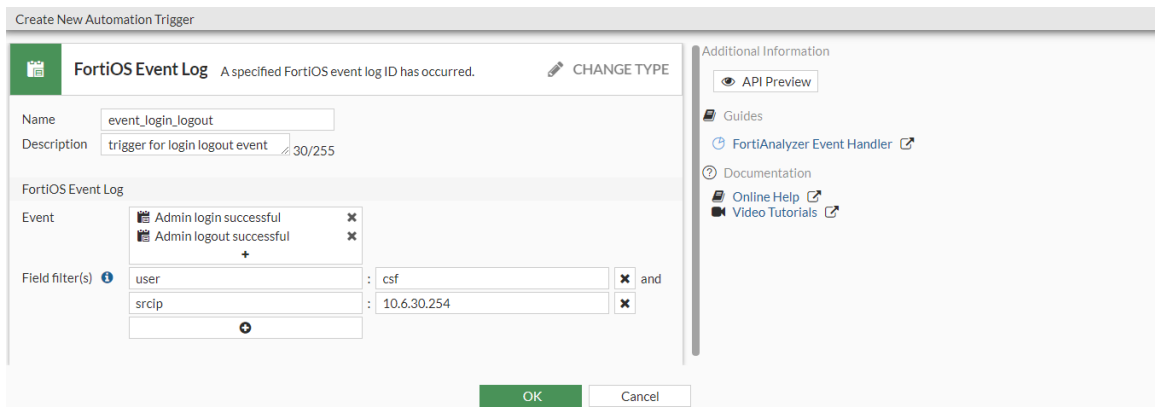 Create New Automation Trigger
FortiOS Event Log A specified FortiOS event log ID has occurred. CHANGE TYPE
Name event_login_logout
Description trigger for login logout event 30/255
FortiOS Event Log
Event Admin login successful
Admin logout successful
Field filter(s) user : csf and
srcip : 10.6.30.254
OK Cancel
Additional Information
API Preview
Guides
FortiAnalyzer Event Handler
Documentation
Online Help
Video Tutorials